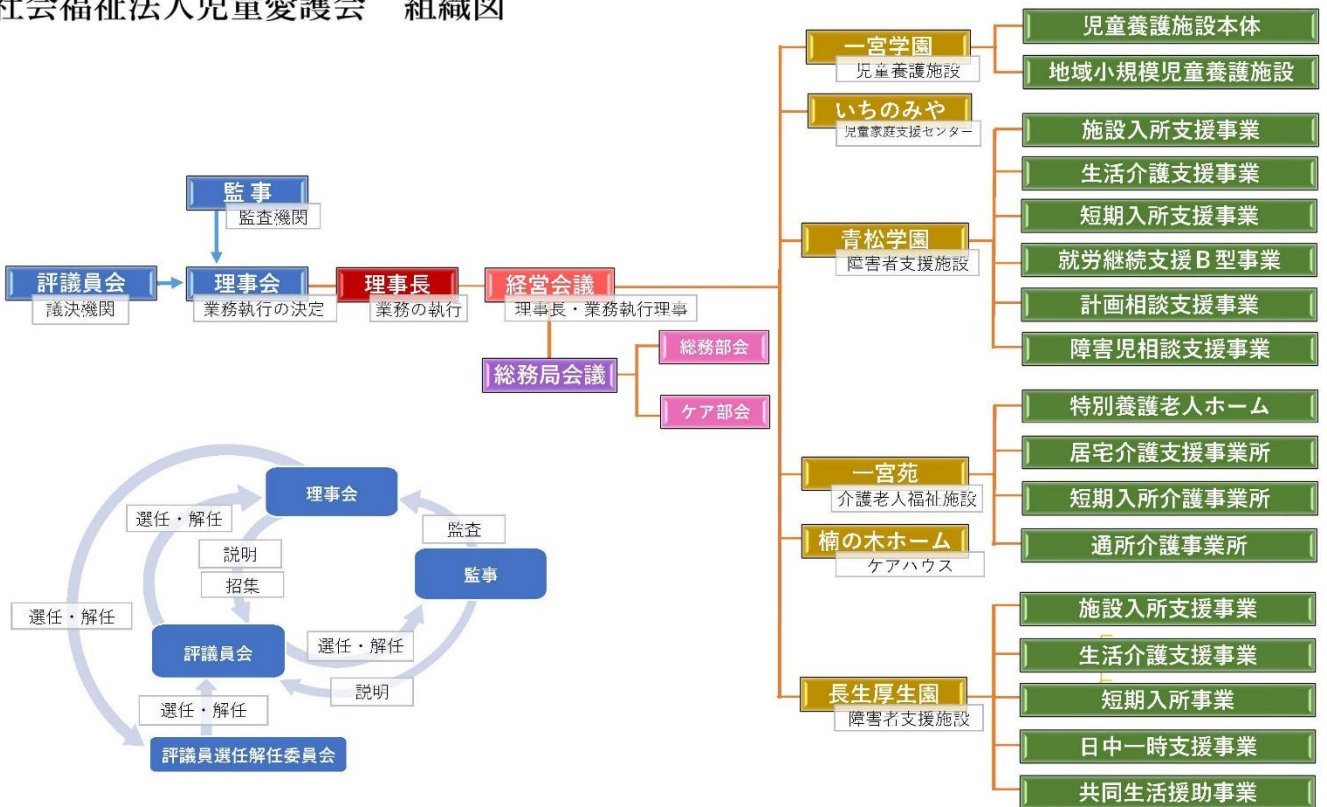 社会福祉法人児童愛護会　組織図
監 事
監査機関
評議員会
議決機関
理事会
業務執行の決定
理事長
業務の執行
経営会議
理事長・業務執行理事
総務局会議
総務部会
ケア部会
一宮学園
児童養護施設
児童養護施設本体
地域小規模児童養護施設
いちのみや
児童家庭支援センター
青松学園
障害者支援施設
施設入所支援事業
生活介護支援事業
短期入所支援事業
就労継続支援Ｂ型事業
計画相談支援事業
障害児相談支援事業
一宮苑
介護老人福祉施設
特別養護老人ホーム
居宅介護支援事業所
短期入所介護事業所
通所介護事業所
楠の木ホーム
ケアハウス
長生厚生園
障害者支援施設
施設入所支援事業
生活介護支援事業
短期入所事業
日中一時支援事業
共同生活援助事業
理事会
選任・解任
監査
説明
招集
監事
選任・解任
評議員会
選任・解任
説明
選任・解任
評議員選任解任委員会